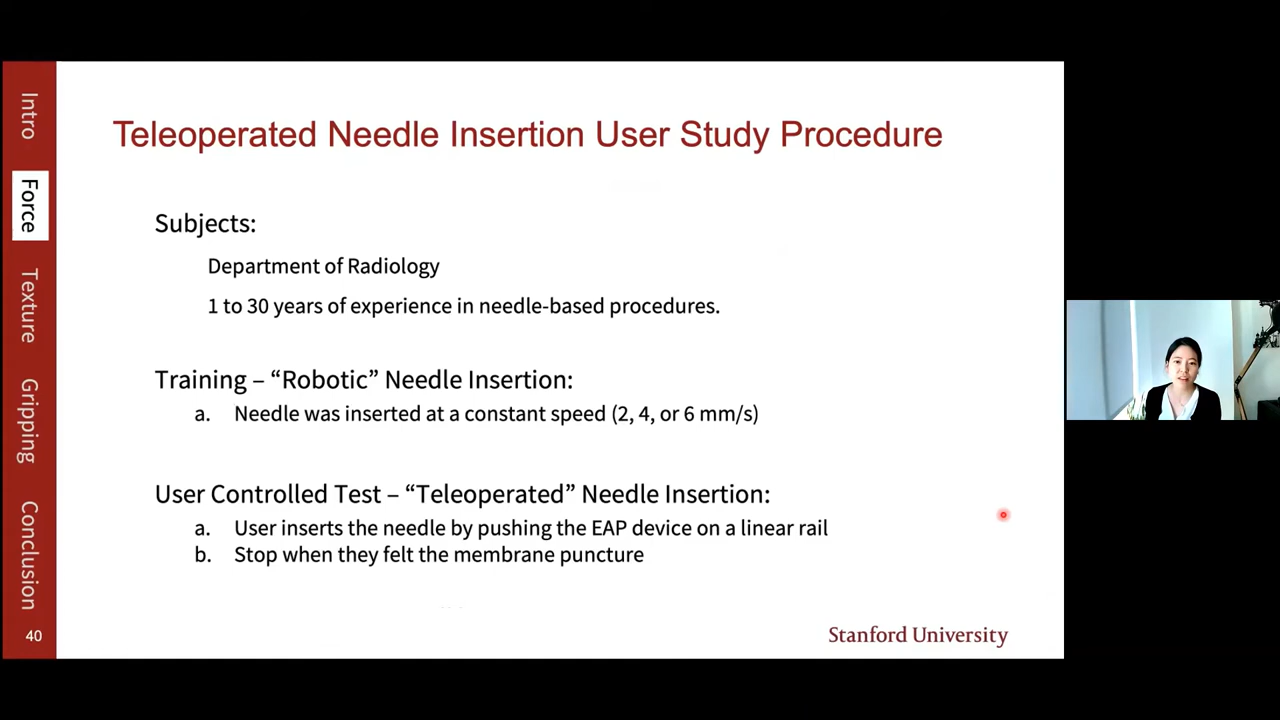 Intro
Force
Texture
Gripping
Conclusion
40
Teleoperated Needle Insertion User Study Procedure
Subjects:
Department of Radiology
1 to 30 years of experience in needle-based procedures.
Training – “Robotic” Needle Insertion:
a. Needle was inserted at a constant speed (2, 4, or 6 mm/s)
User Controlled Test – “Teleoperated” Needle Insertion:
a. User inserts the needle by pushing the EAP device on a linear rail
b. Stop when they felt the membrane puncture
Stanford University